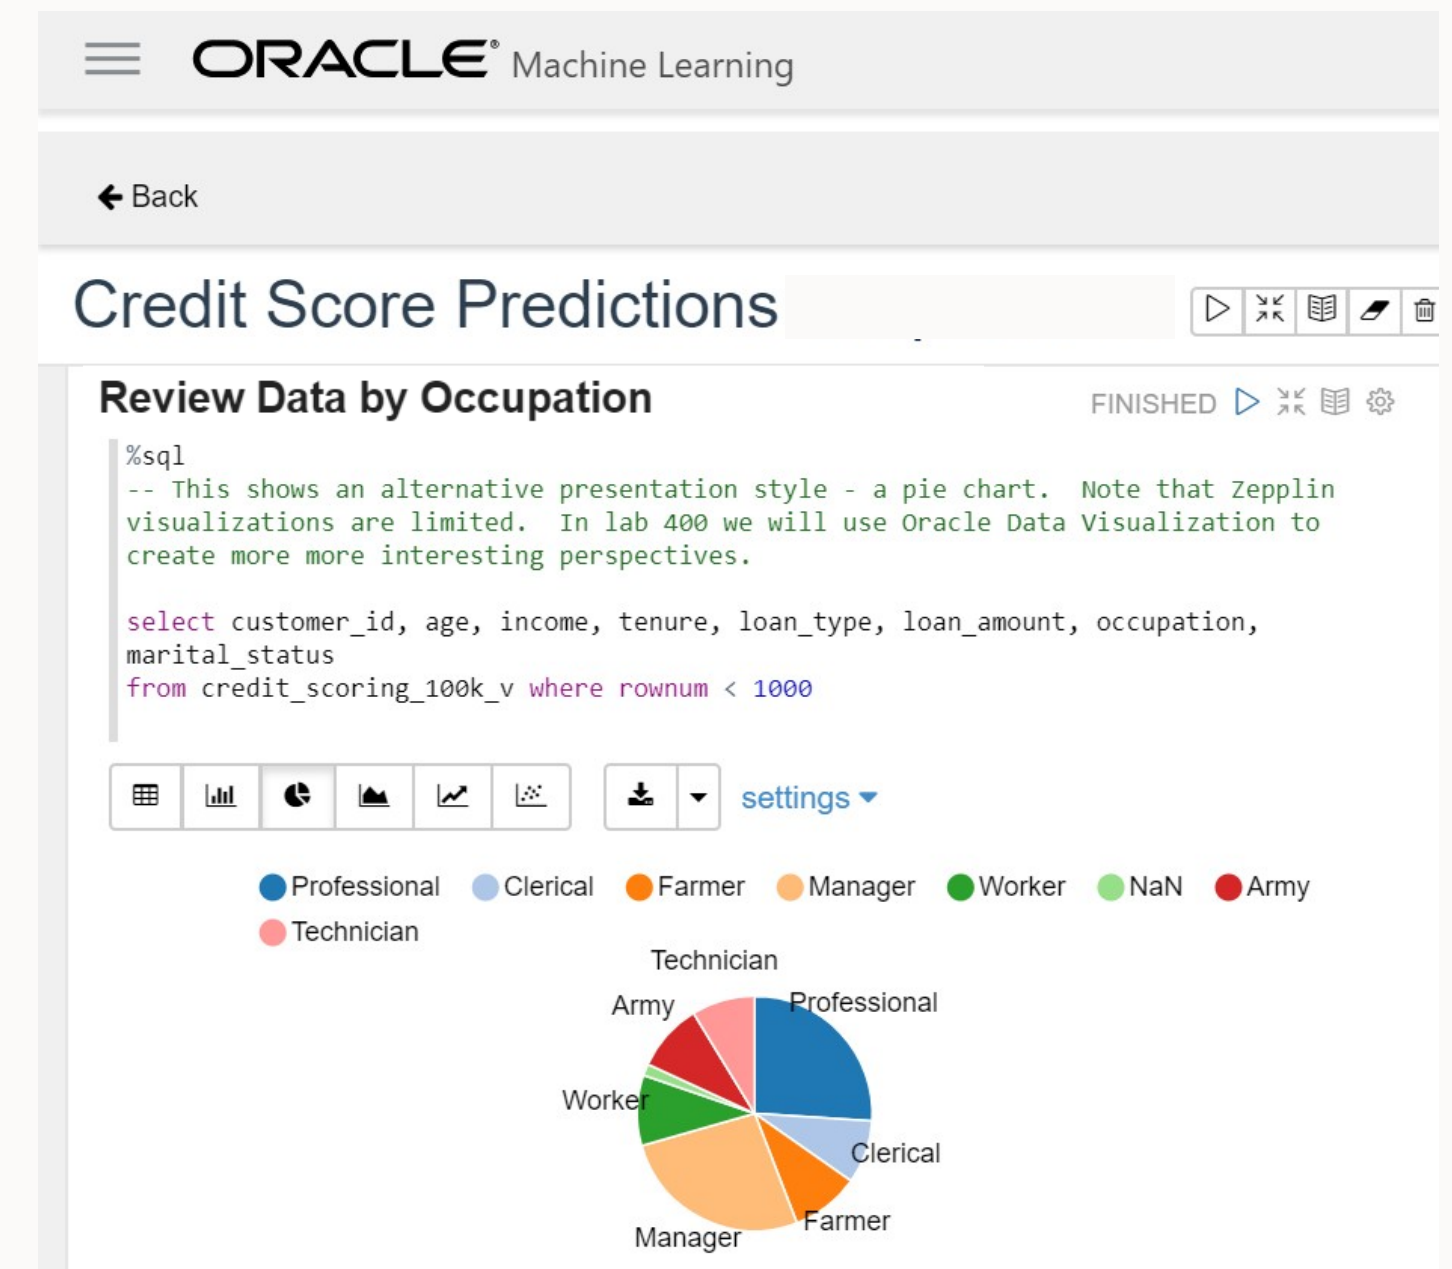 ORACLE® Machine Learning
Back
Credit Score Predictions
Review Data by Occupation
FINISHED
%sql
-- This shows an alternative presentation style - a pie chart.  Note that Zepplin
visualizations are limited.  In lab 400 we will use Oracle Data Visualization to
create more more interesting perspectives.
select customer_id, age, income, tenure, loan_type, loan_amount, occupation,
marital_status
from credit_scoring_100k_v where rownum < 1000
settings
Professional Clerical Farmer Manager Worker NaN Army
Technician
Technician
Army Professional
Worker
Clerical
Farmer
Manager